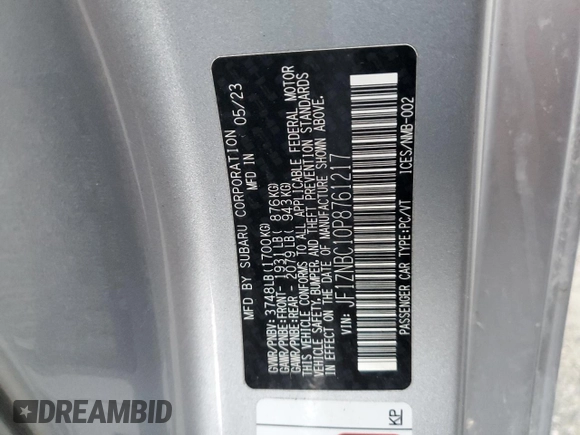 MFD BY SUBARU CORPORATION 05/23
MFD IN
GVWR/PNBV: 3748LB(1700KG)
GAWR/PNBE:FRONT- 1931LB( 876KG)
GAWR/PNBE:REAR - 2079LB( 943KG)
THIS VEHICLE CONFORMS TO ALL APPLICABLE FEDERAL MOTOR
VEHICLE SAFETY, BUMPER, AND THEFT PREVENTION STANDARDS
IN EFFECT ON THE DATE OF MANUFACTURE SHOWN ABOVE.
VIN: JF1ZNBC10P8761217
PASSENGER CAR TYPE:PC/VT ICES/NMB-002
KP
DREAMBID